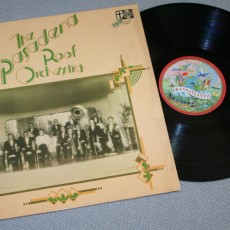 The
Pasadena
Roof
Orchestra